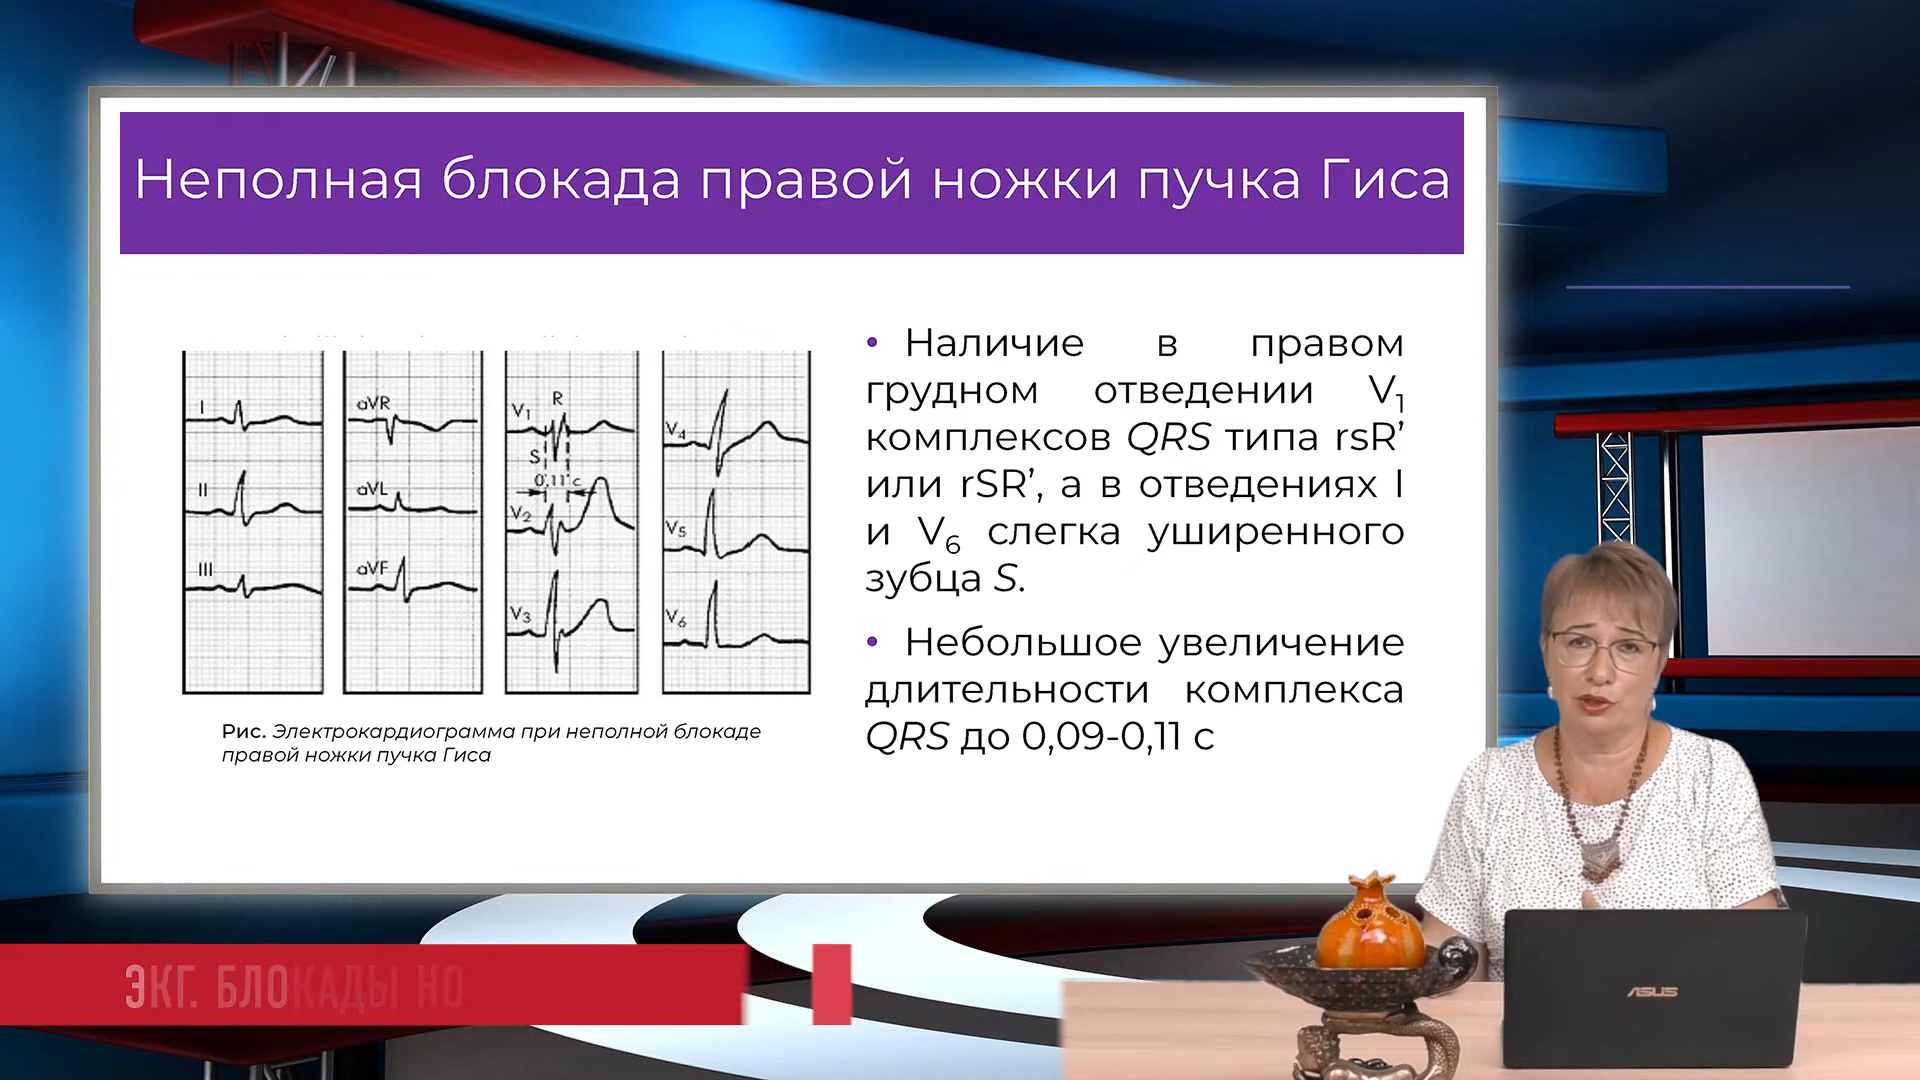 Неполная блокада правой ножки пучка Гиса
I
II
III
aVR
aVL
aVF
V1
R
S
0,11 с
V2
V3
V4
V5
V6
Рис. Электрокардиограмма при неполной блокаде
правой ножки пучка Гиса
• Наличие в правом
грудном отведении V1
комплексов QRS типа rsR’
или rSR’, а в отведениях I
и V6 слегка уширенного
зубца S.
• Небольшое увеличение
длительности комплекса
QRS до 0,09-0,11 с
ЭКГ. БЛОКАДЫ НО
ASUS